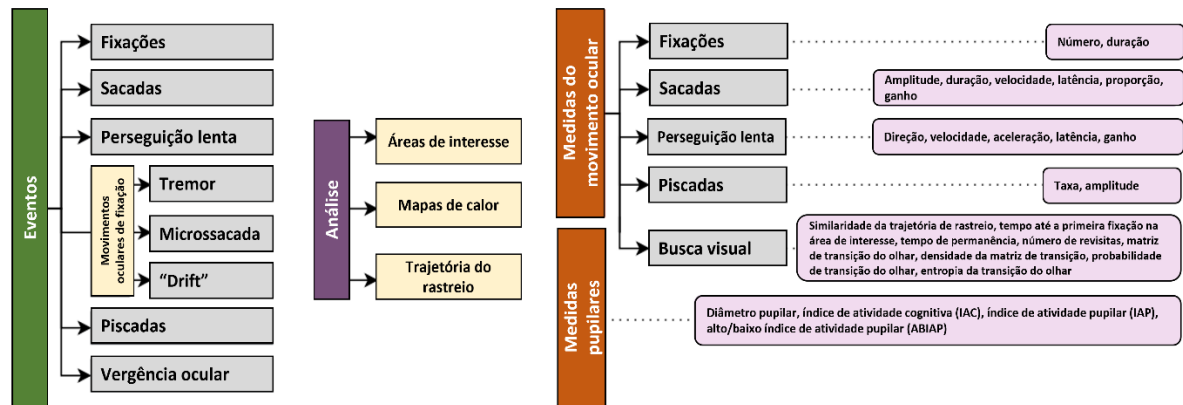 Eventos
Fixações
Sacadas
Perseguição lenta
Movimentos
oculares de fixação
Tremor
Microssacada
“Drift”
Piscadas
Vergência ocular
Análise
Áreas de interesse
Mapas de calor
Trajetória do
rastreio
Medidas do
movimento ocular
Fixações
Número, duração
Sacadas
Amplitude, duração, velocidade, latência, proporção,
ganho
Perseguição lenta
Direção, velocidade, aceleração, latência, ganho
Piscadas
Taxa, amplitude
Busca visual
Similaridade da trajetória de rastreio, tempo até a primeira fixação na
área de interesse, tempo de permanência, número de revisitas, matriz
de transição do olhar, densidade da matriz de transição, probabilidade
de transição do olhar, entropia da transição do olhar
Medidas
pupilares
Diâmetro pupilar, índice de atividade cognitiva (IAC), índice de atividade pupilar (IAP),
alto/baixo índice de atividade pupilar (ABIAP)